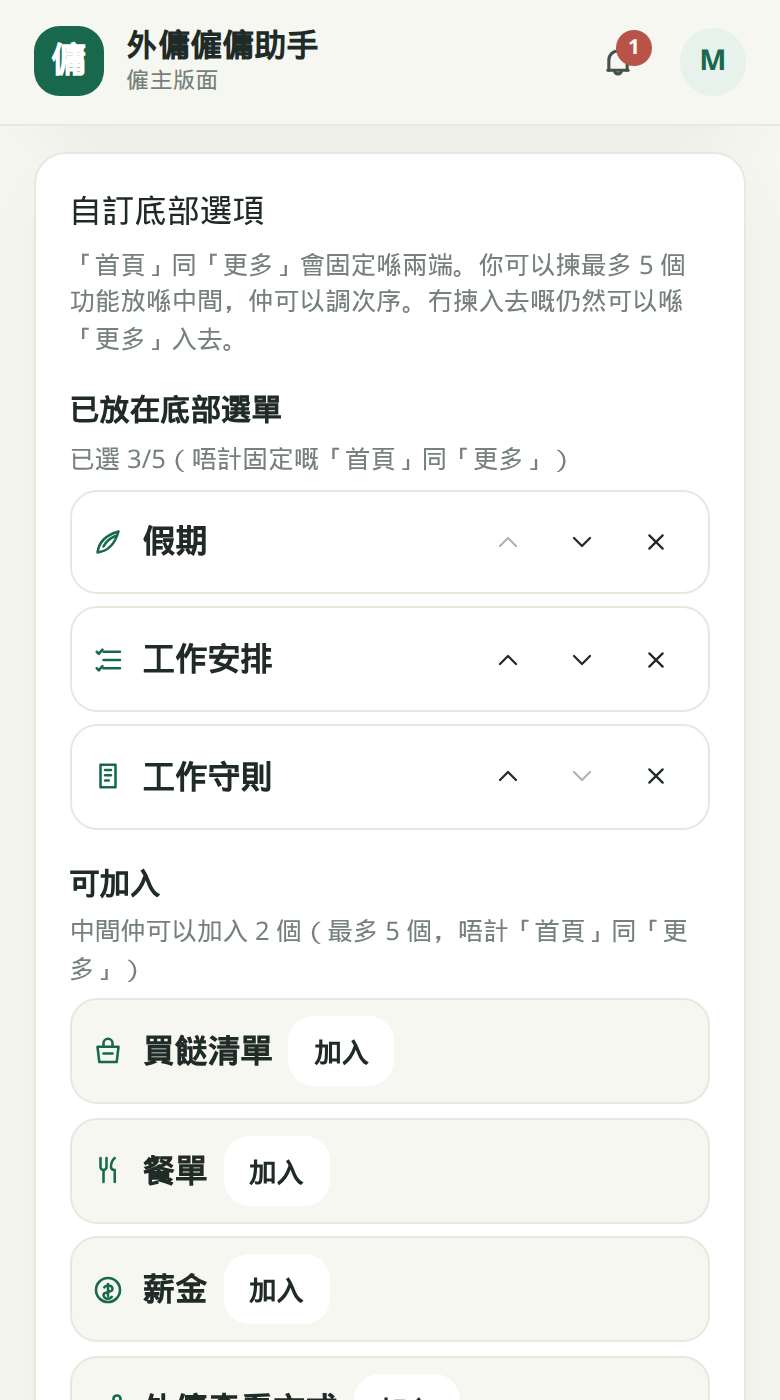 傭
外傭僱傭助手
僱主版面
1
M
自訂底部選項
「首頁」同「更多」會固定喺兩端。你可以揀最多 5 個
功能放喺中間，仲可以調次序。冇揀入去嘅仍然可以喺
「更多」入去。
已放在底部選單
已選 3/5（唔計固定嘅「首頁」同「更多」）
假期
工作安排
工作守則
可加入
中間仲可以加入 2 個（最多 5 個，唔計「首頁」同「更
多」）
買餸清單 加入
餐單 加入
薪金 加入